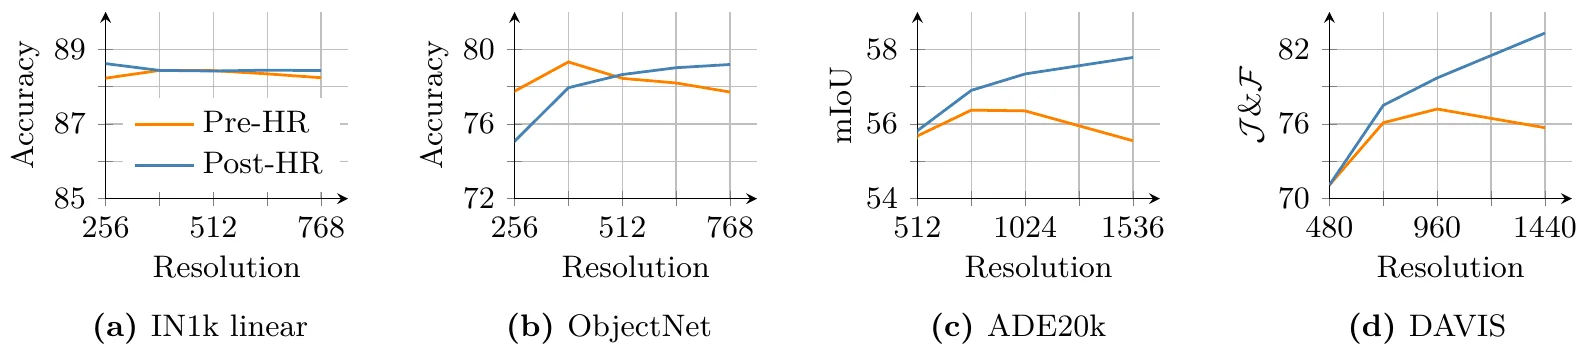 Accuracy
89
87
85
Pre-HR
Post-HR
256 512 768
Resolution
(a) IN1k linear
Accuracy
80
76
72
256 512 768
Resolution
(b) ObjectNet
mIoU
58
56
54
512 1024 1536
Resolution
(c) ADE20k
𝒥&ℱ
82
76
70
480 960 1440
Resolution
(d) DAVIS